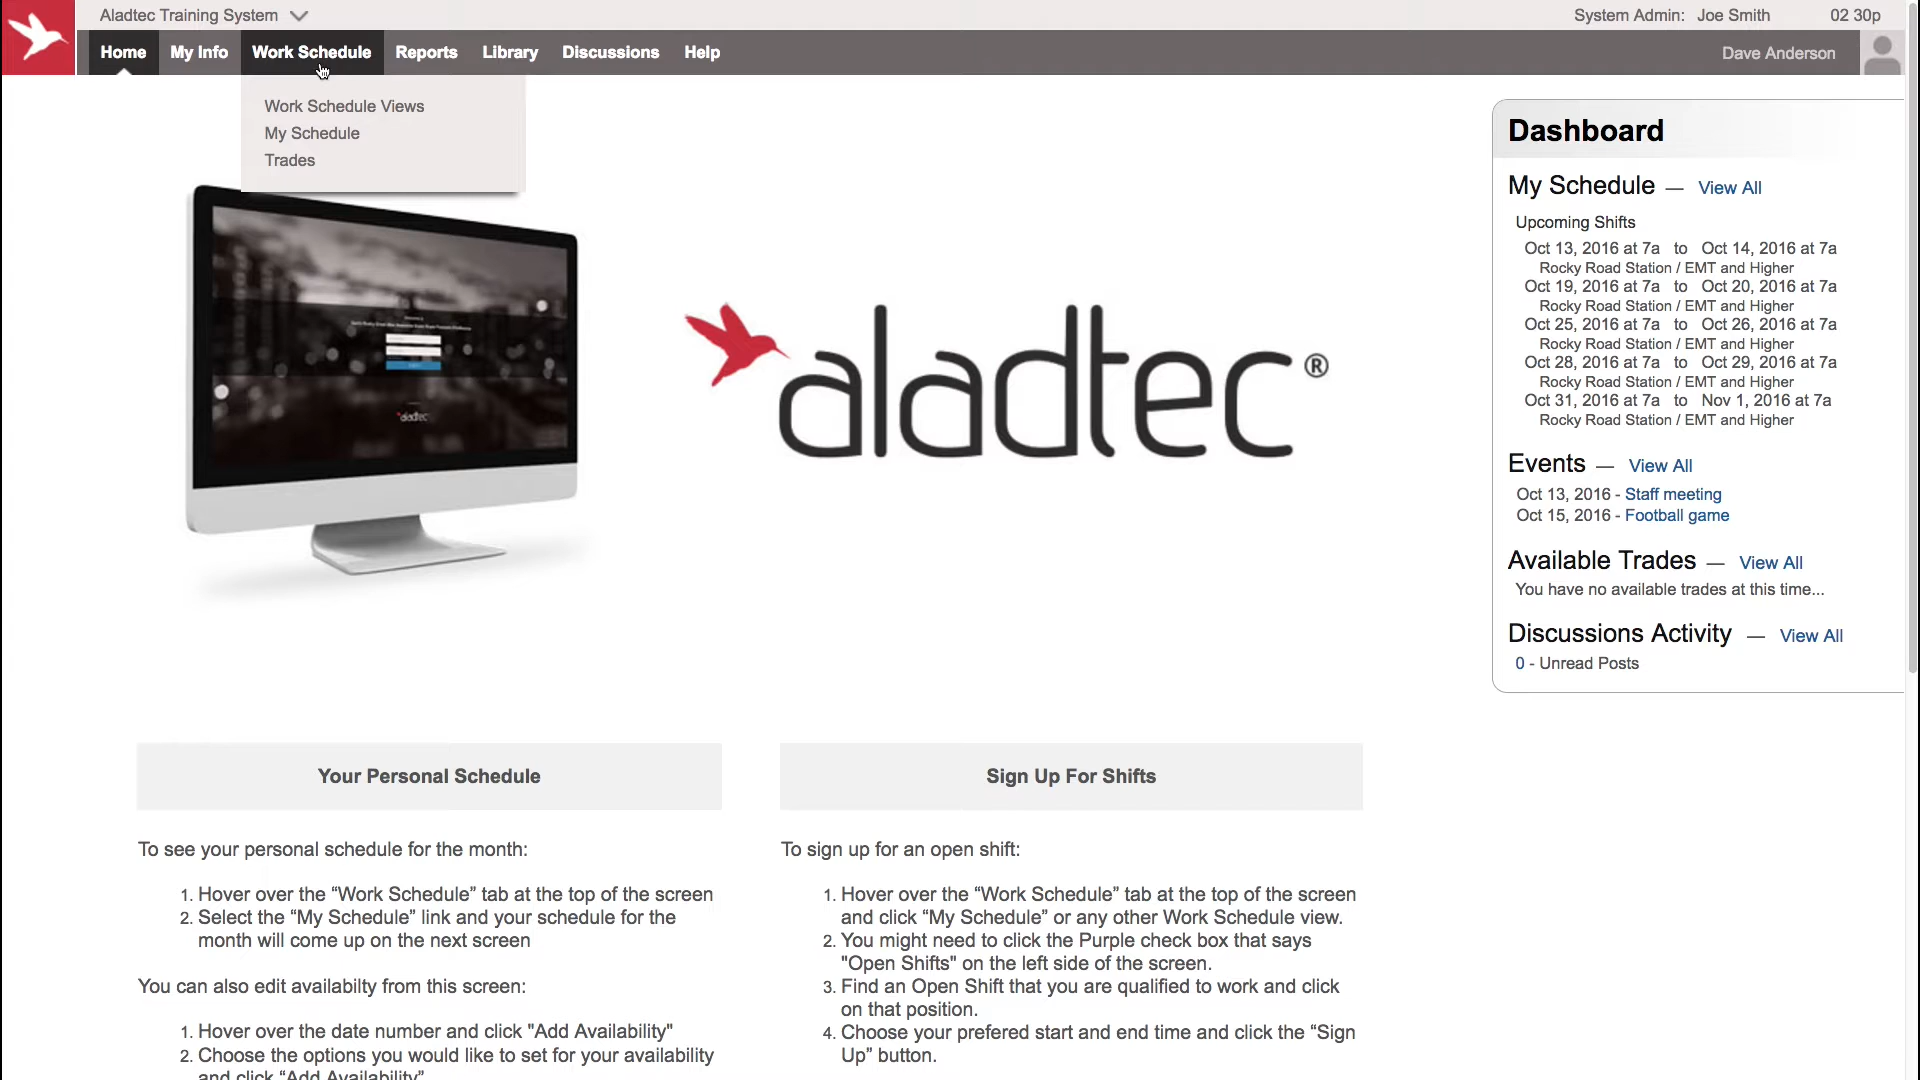 Aladtec Training System
System Admin: Joe Smith 02 30p
Home My Info Work Schedule Reports Library Discussions Help Dave Anderson
Work Schedule Views
My Schedule
Trades
aladtec
aladtec®
Dashboard
My Schedule — View All
Upcoming Shifts
Oct 13, 2016 at 7a to Oct 14, 2016 at 7a
Rocky Road Station / EMT and Higher
Oct 19, 2016 at 7a to Oct 20, 2016 at 7a
Rocky Road Station / EMT and Higher
Oct 25, 2016 at 7a to Oct 26, 2016 at 7a
Rocky Road Station / EMT and Higher
Oct 28, 2016 at 7a to Oct 29, 2016 at 7a
Rocky Road Station / EMT and Higher
Oct 31, 2016 at 7a to Nov 1, 2016 at 7a
Rocky Road Station / EMT and Higher
Events — View All
Oct 13, 2016 - Staff meeting
Oct 15, 2016 - Football game
Available Trades — View All
You have no available trades at this time...
Discussions Activity — View All
0 - Unread Posts
Your Personal Schedule
To see your personal schedule for the month:
1. Hover over the “Work Schedule” tab at the top of the screen
2. Select the “My Schedule” link and your schedule for the
month will come up on the next screen
You can also edit availabilty from this screen:
1. Hover over the date number and click "Add Availability"
2. Choose the options you would like to set for your availability
and click “Add Availability”
Sign Up For Shifts
To sign up for an open shift:
1. Hover over the “Work Schedule” tab at the top of the screen
and click “My Schedule” or any other Work Schedule view.
2. You might need to click the Purple check box that says
"Open Shifts" on the left side of the screen.
3. Find an Open Shift that you are qualified to work and click
on that position.
4. Choose your prefered start and end time and click the “Sign
Up” button.